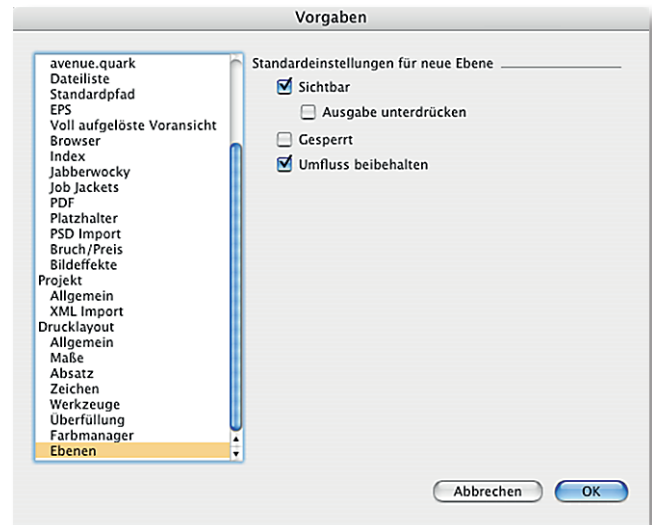 Vorgaben
avenue.quark
Dateiliste
Standardpfad
EPS
Voll aufgelöste Voransicht
Browser
Index
Jabberwocky
Job Jackets
PDF
Platzhalter
PSD Import
Bruch/Preis
Bildeffekte
Projekt
Allgemein
XML Import
Drucklayout
Allgemein
Maße
Absatz
Zeichen
Werkzeuge
Überfüllung
Farbmanager
Ebenen
Standardeinstellungen für neue Ebene
Sichtbar
Ausgabe unterdrücken
Gesperrt
Umfluss beibehalten
Abbrechen
OK